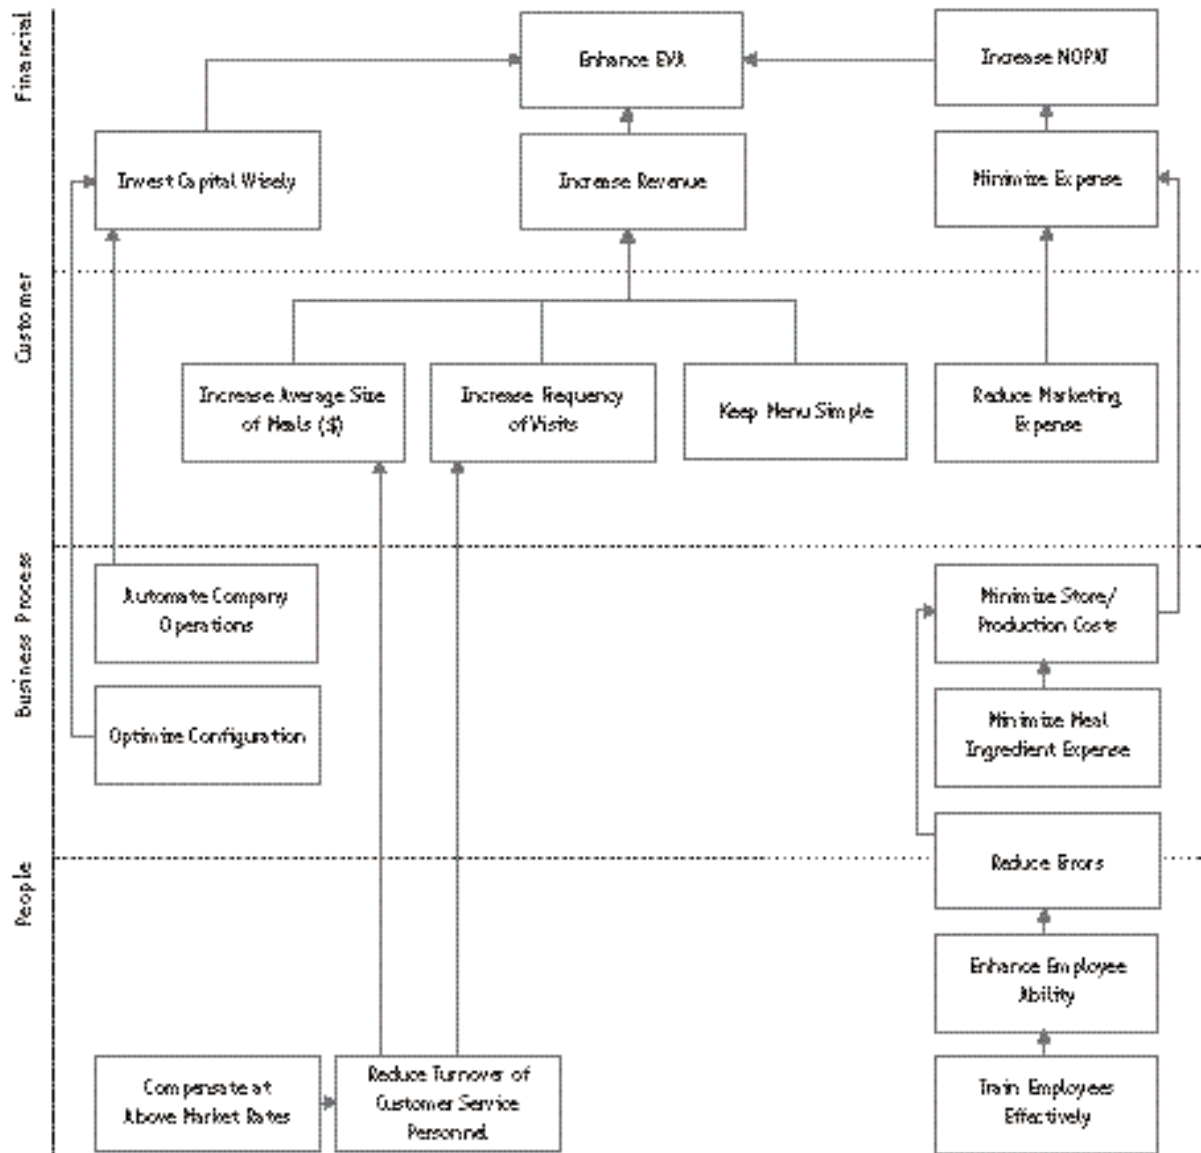 Financial
Enhance EVA
Increase NOPAT
Invest Capital Wisely
Increase Revenue
Minimize Expense
Customer
Increase Average Size
of Meals ($)
Increase Frequency
of Visits
Keep Menu Simple
Reduce Marketing
Expense
Business Process
Automate Company
Operations
Minimize Store/
Production Costs
Optimize Configuration
Minimize Meal
Ingredient Expense
People
Reduce Errors
Enhance Employee
Ability
Compensate at
Above Market Rates
Reduce Turnover of
Customer Service
Personnel
Train Employees
Effectively